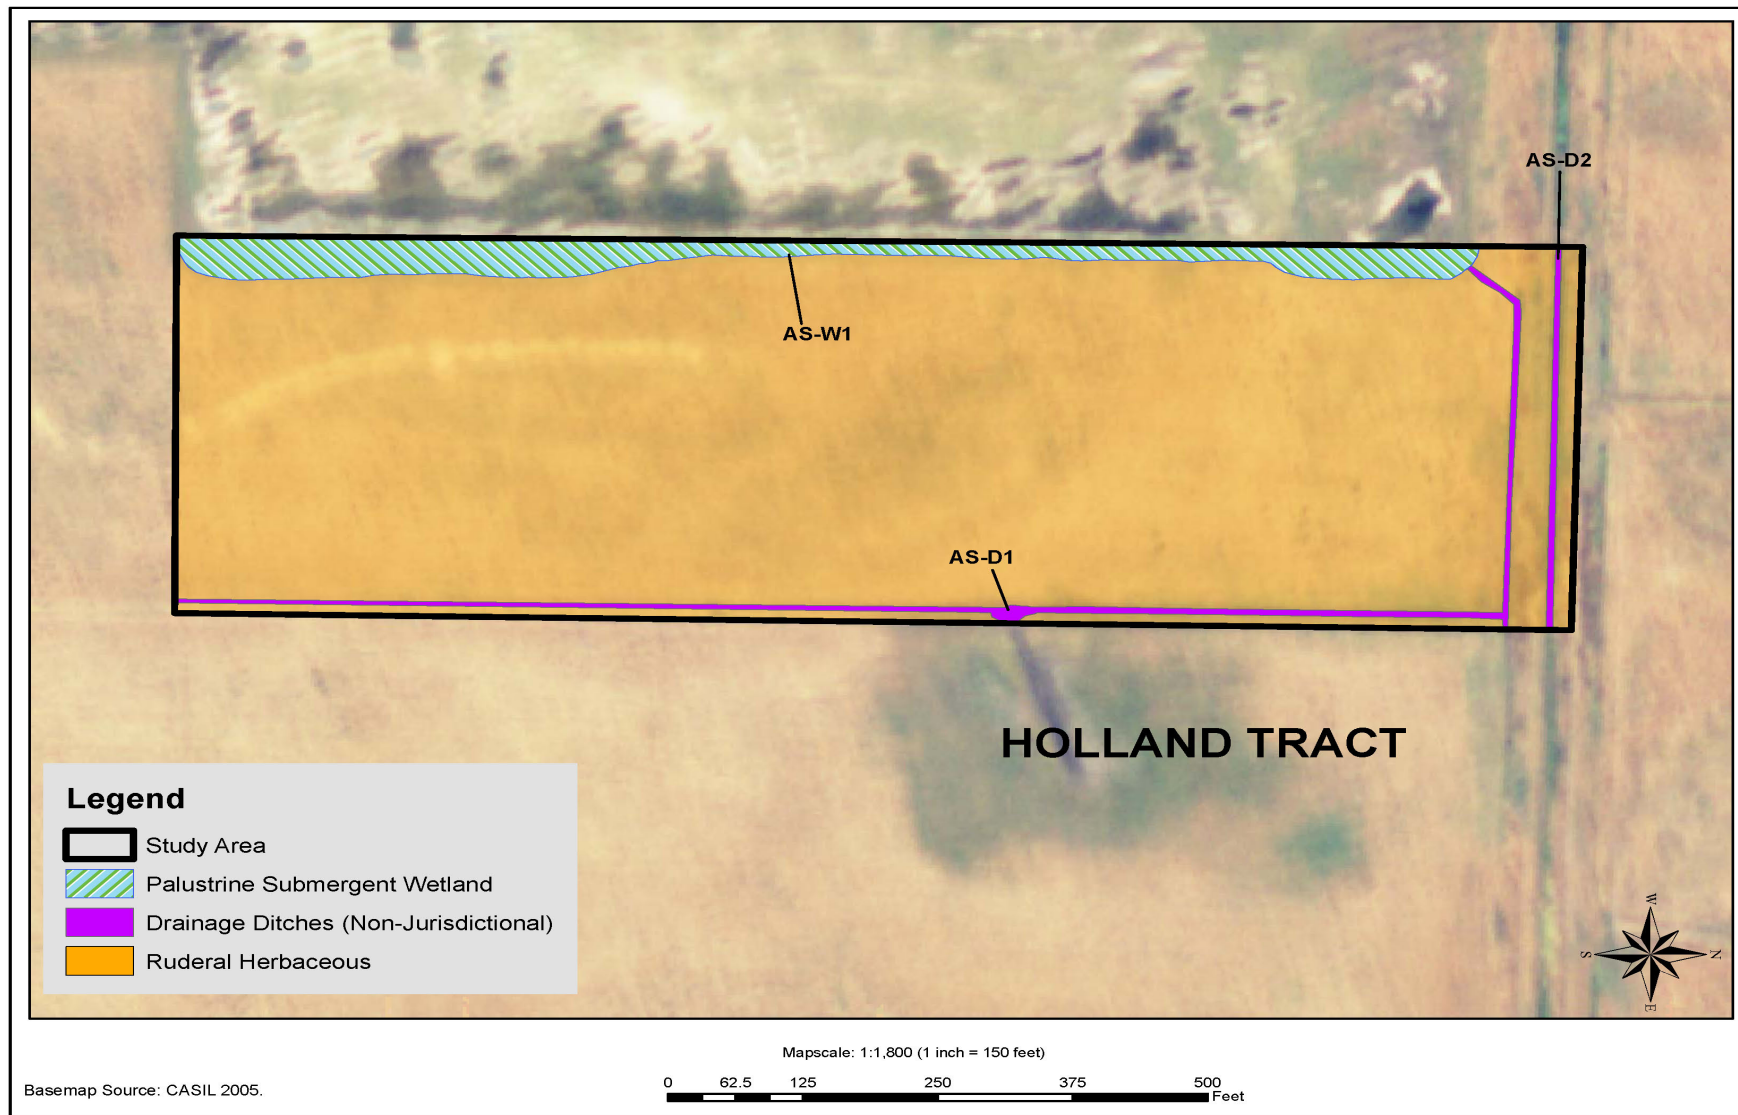 AS-D2
AS-W1
AS-D1
HOLLAND TRACT
Legend
Study Area
Palustrine Submergent Wetland
Drainage Ditches (Non-Jurisdictional)
Ruderal Herbaceous
W
S
N
E
Mapscale: 1:1,800 (1 inch = 150 feet)
0 62.5 125 250 375 500
Feet
Basemap Source: CASIL 2005.